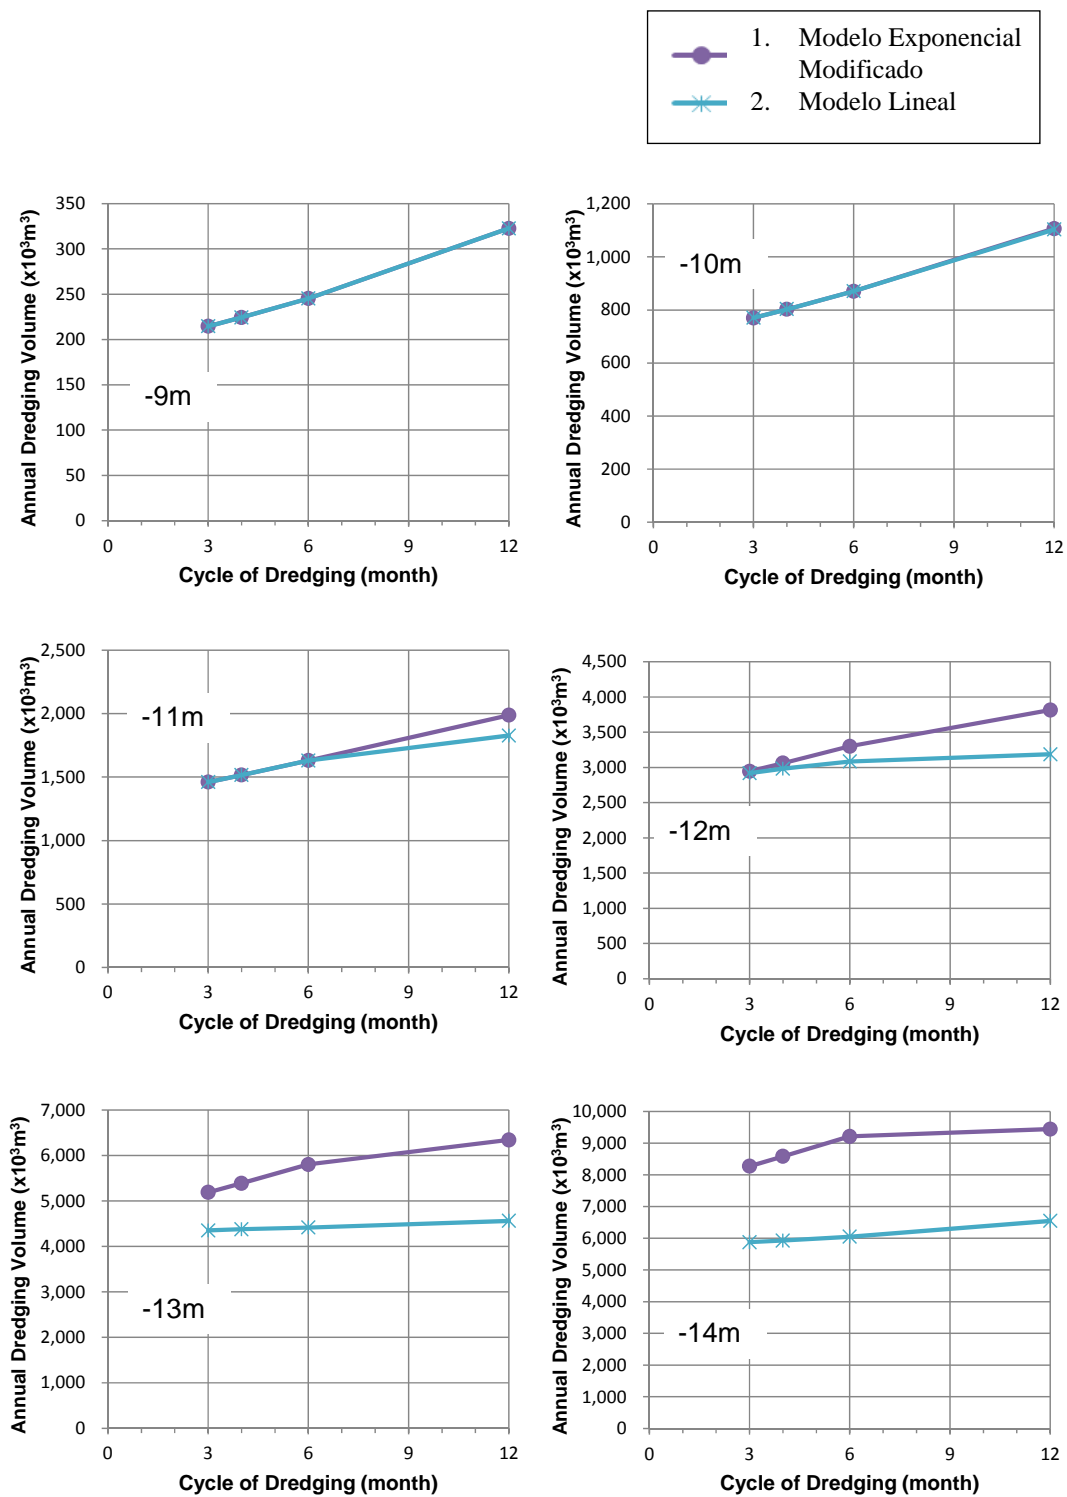 1. Modelo Exponencial
Modificado
2. Modelo Lineal
Annual Dredging Volume (x10³m³)
350
300
250
200
150
100
50
0
-9m
0 3 6 9 12
Cycle of Dredging (month)
Annual Dredging Volume (x10³m³)
1,200
1,000
800
600
400
200
0
-10m
0 3 6 9 12
Cycle of Dredging (month)
Annual Dredging Volume (x10³m³)
2,500
2,000
1,500
1,000
500
0
-11m
0 3 6 9 12
Cycle of Dredging (month)
Annual Dredging Volume (x10³m³)
4,500
4,000
3,500
3,000
2,500
2,000
1,500
1,000
500
0
-12m
0 3 6 9 12
Cycle of Dredging (month)
Annual Dredging Volume (x10³m³)
7,000
6,000
5,000
4,000
3,000
2,000
1,000
0
-13m
0 3 6 9 12
Cycle of Dredging (month)
Annual Dredging Volume (x10³m³)
10,000
9,000
8,000
7,000
6,000
5,000
4,000
3,000
2,000
1,000
0
-14m
0 3 6 9 12
Cycle of Dredging (month)